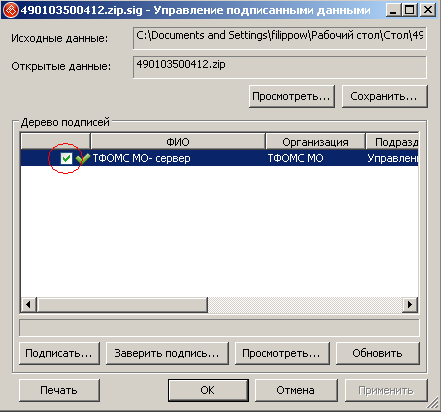 490103500412.zip.sig - Управление подписанными данными
Исходные данные: C:\Documents and Settings\filippow\Рабочий стол\Стол\49
Открытые данные: 490103500412.zip
Просмотреть... Сохранить...
Дерево подписей
ФИО Организация Подразд
ТФОМС МО- сервер ТФОМС МО Управлени
Подписать... Заверить подпись... Просмотреть... Обновить
Печать OK Отмена Применить